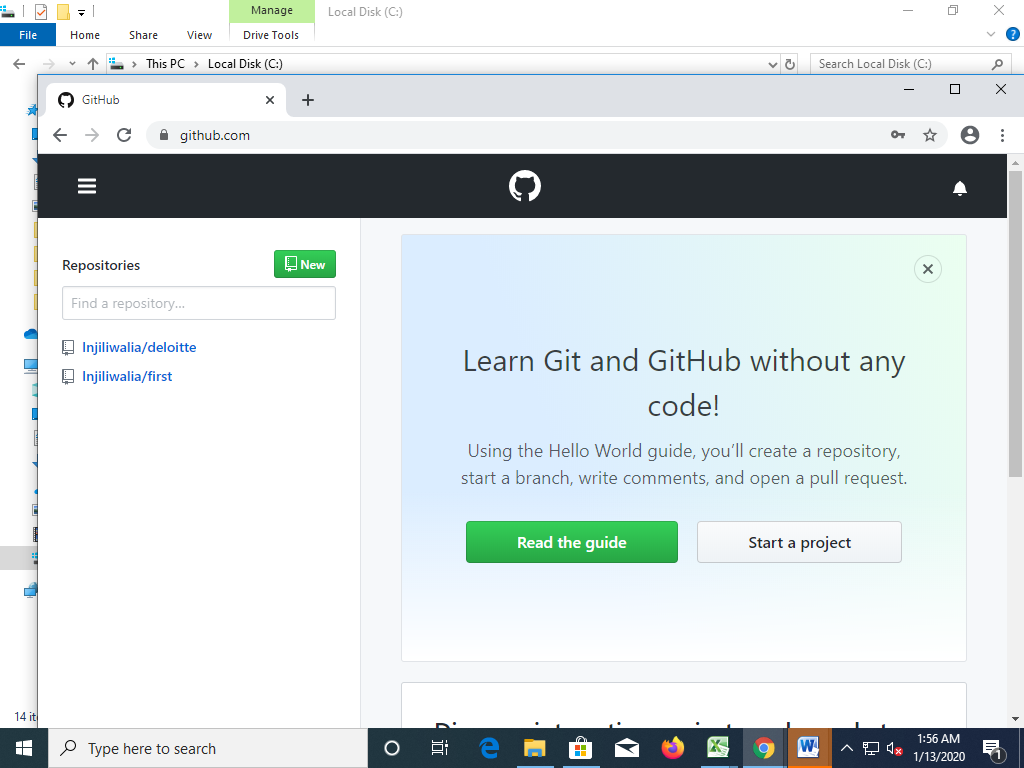 Manage
Local Disk (C:)
File
Home
Share
View
Drive Tools
This PC
Local Disk (C:)
Search Local Disk (C:)
GitHub
github.com
Repositories
New
Find a repository...
Injiliwalia/deloitte
Injiliwalia/first
Learn Git and GitHub without any
code!
Using the Hello World guide, you’ll create a repository,
start a branch, write comments, and open a pull request.
Read the guide
Start a project
14 it
Type here to search
1:56 AM
1/13/2020
1